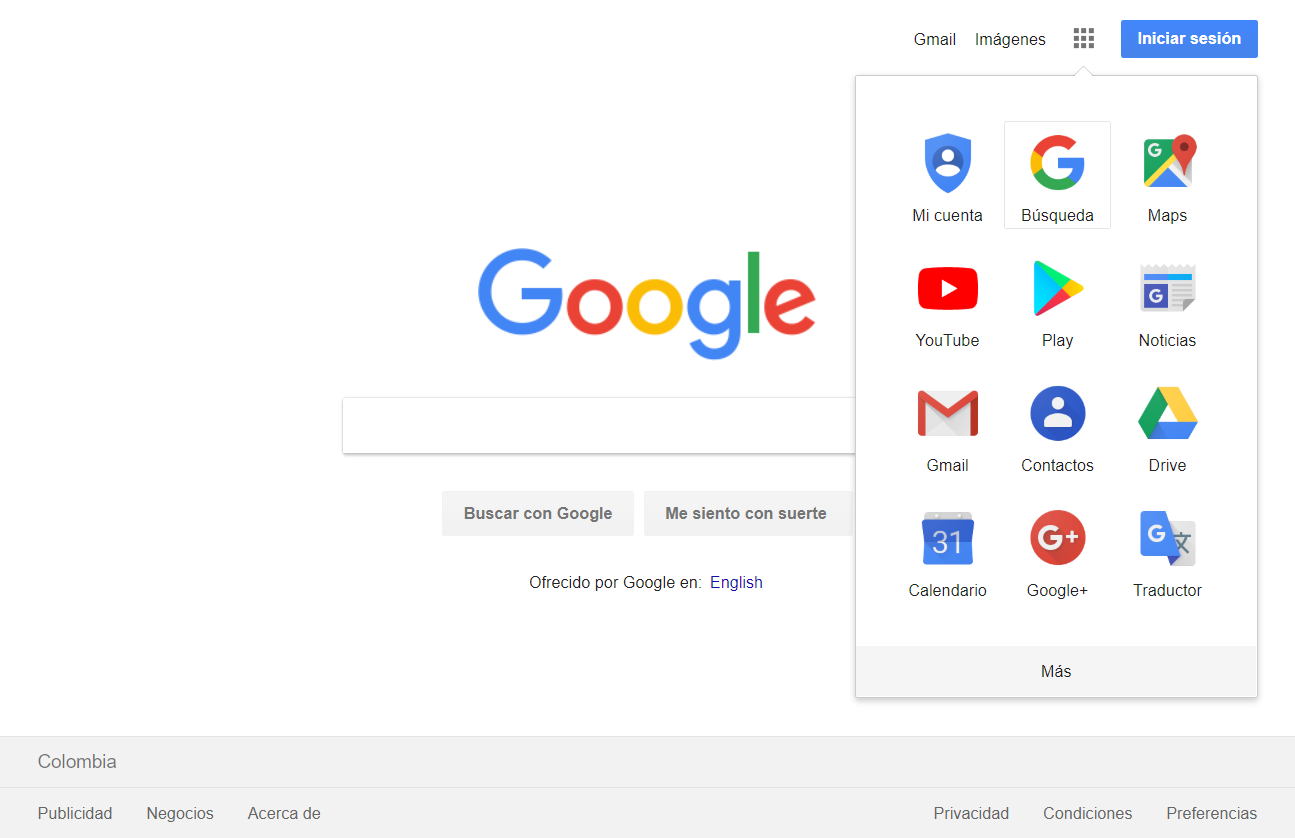 Gmail Imágenes Iniciar sesión
Mi cuenta Búsqueda Maps
YouTube Play Noticias
Gmail Contactos Drive
31
Calendario Google+ Traductor
Más
Google
Buscar con Google Me siento con suerte
Ofrecido por Google en: English
Colombia
Publicidad Negocios Acerca de Privacidad Condiciones Preferencias